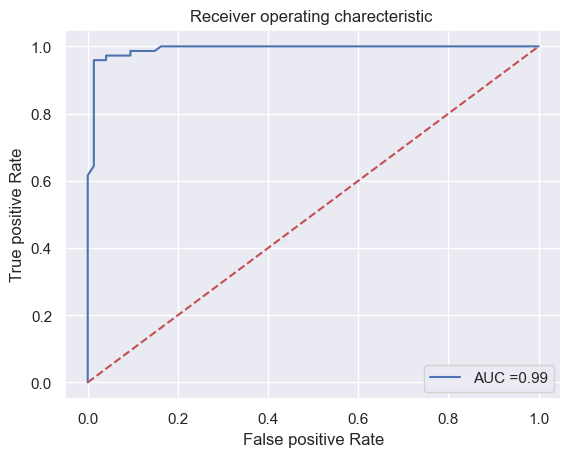 Receiver operating charecteristic
True positive Rate
1.0
0.8
0.6
0.4
0.2
0.0
AUC =0.99
0.0 0.2 0.4 0.6 0.8 1.0
False positive Rate